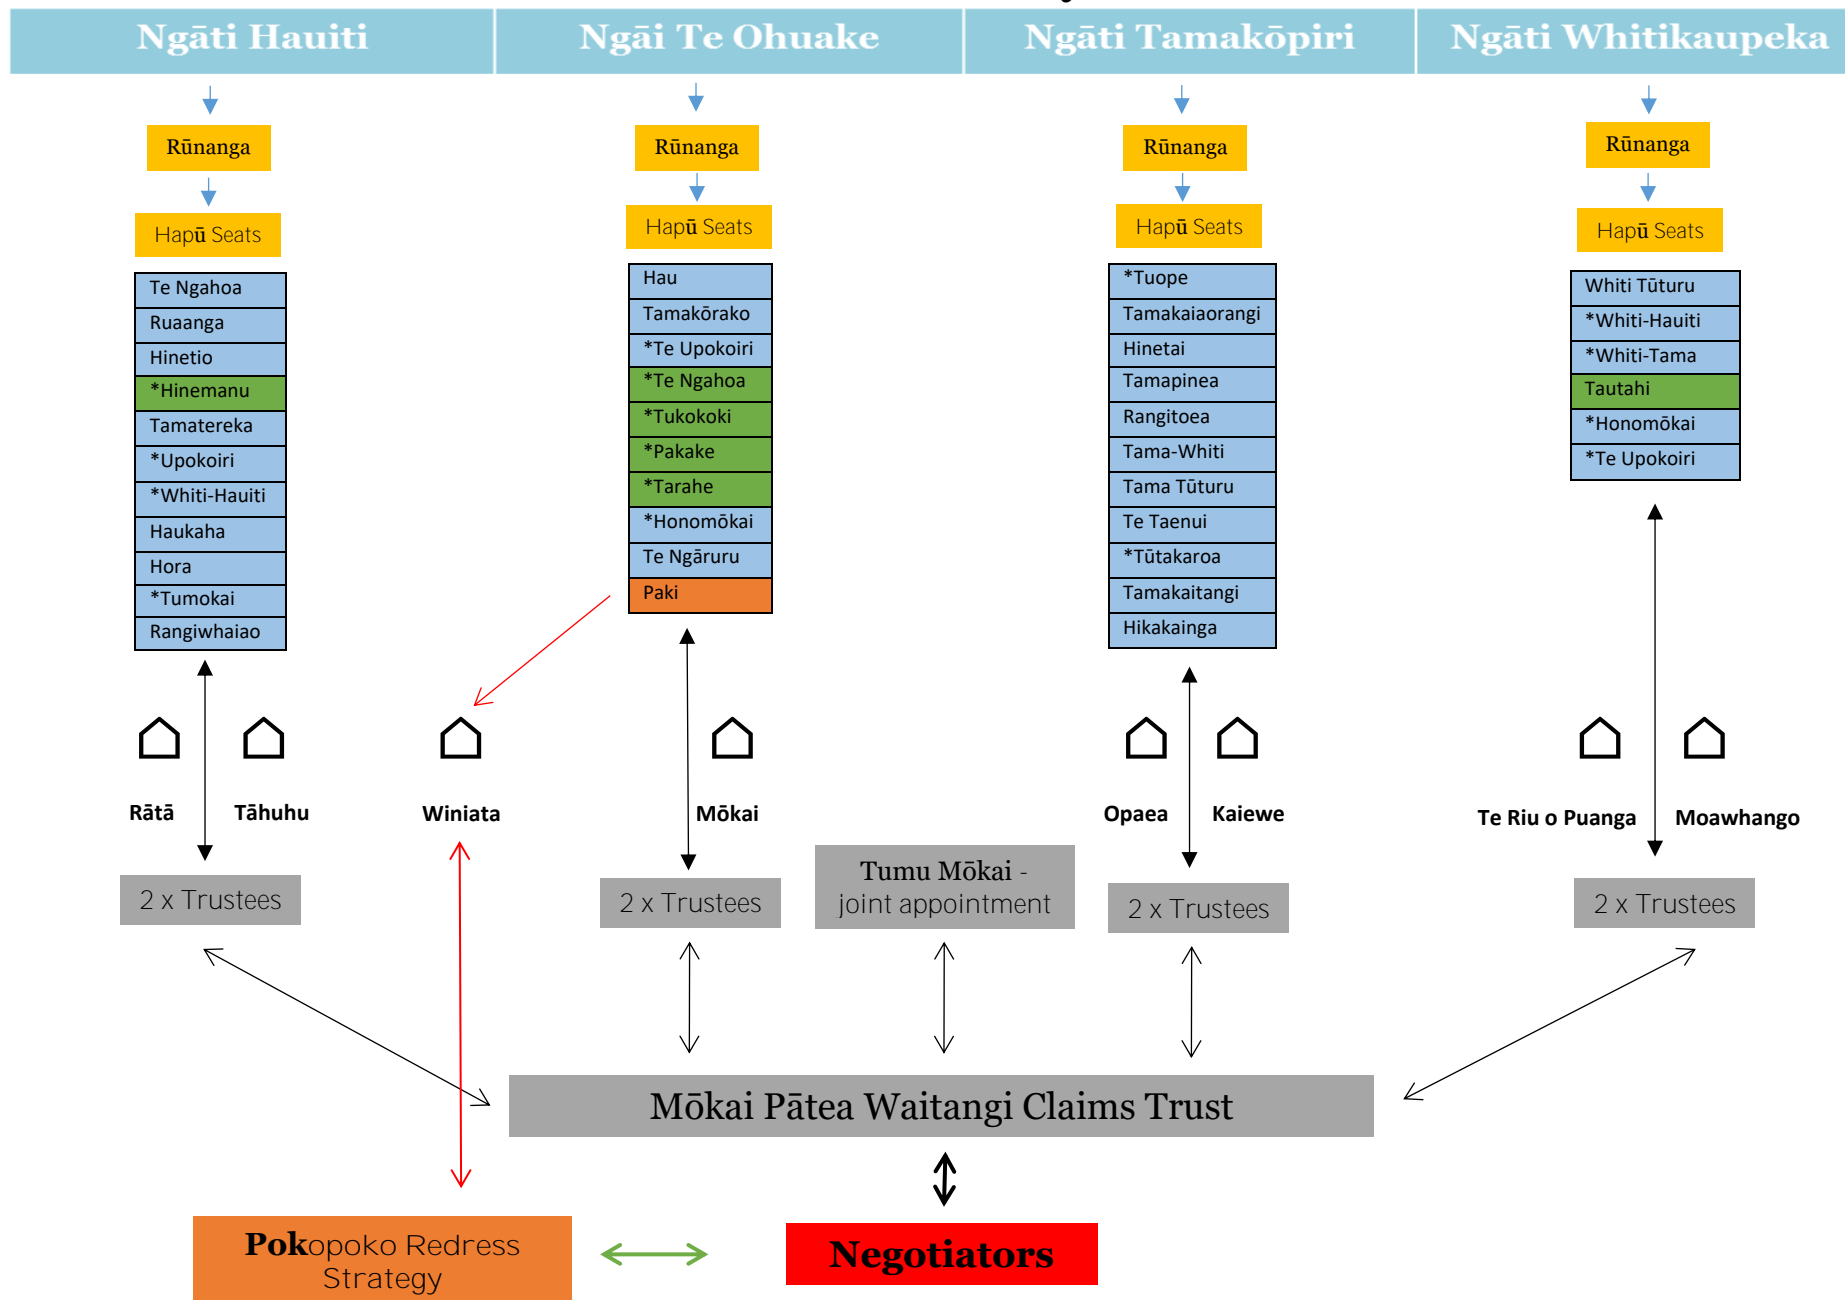 Ngāti Hauiti
Ngāi Te Ohuake
Ngāti Tamakōpiri
Ngāti Whitikaupeka
Rūnanga
Rūnanga
Rūnanga
Rūnanga
Hapū Seats
Hapū Seats
Hapū Seats
Hapū Seats
Te Ngahoa
Ruaanga
Hinetio
*Hinemanu
Tamatereka
*Upokoiri
*Whiti-Hauiti
Haukaha
Hora
*Tumokai
Rangiwhaiao
Hau
Tamakōrako
*Te Upokoiri
*Te Ngahoa
*Tukokoki
*Pakake
*Tarahe
*Honomōkai
Te Ngāruru
Paki
*Tuope
Tamakaiaorangi
Hinetai
Tamapinea
Rangitoea
Tama-Whiti
Tama Tūturu
Te Taenui
*Tūtakaroa
Tamakaitangi
Hikakainga
Whiti Tūturu
*Whiti-Hauiti
*Whiti-Tama
Tautahi
*Honomōkai
*Te Upokoiri
Rātā
Tāhuhu
Winiata
Mōkai
Opaea
Kaiewe
Te Riu o Puanga
Moawhango
2 x Trustees
2 x Trustees
Tumu Mōkai -
joint appointment
2 x Trustees
2 x Trustees
Mōkai Pātea Waitangi Claims Trust
Pokopoko Redress
Strategy
Negotiators